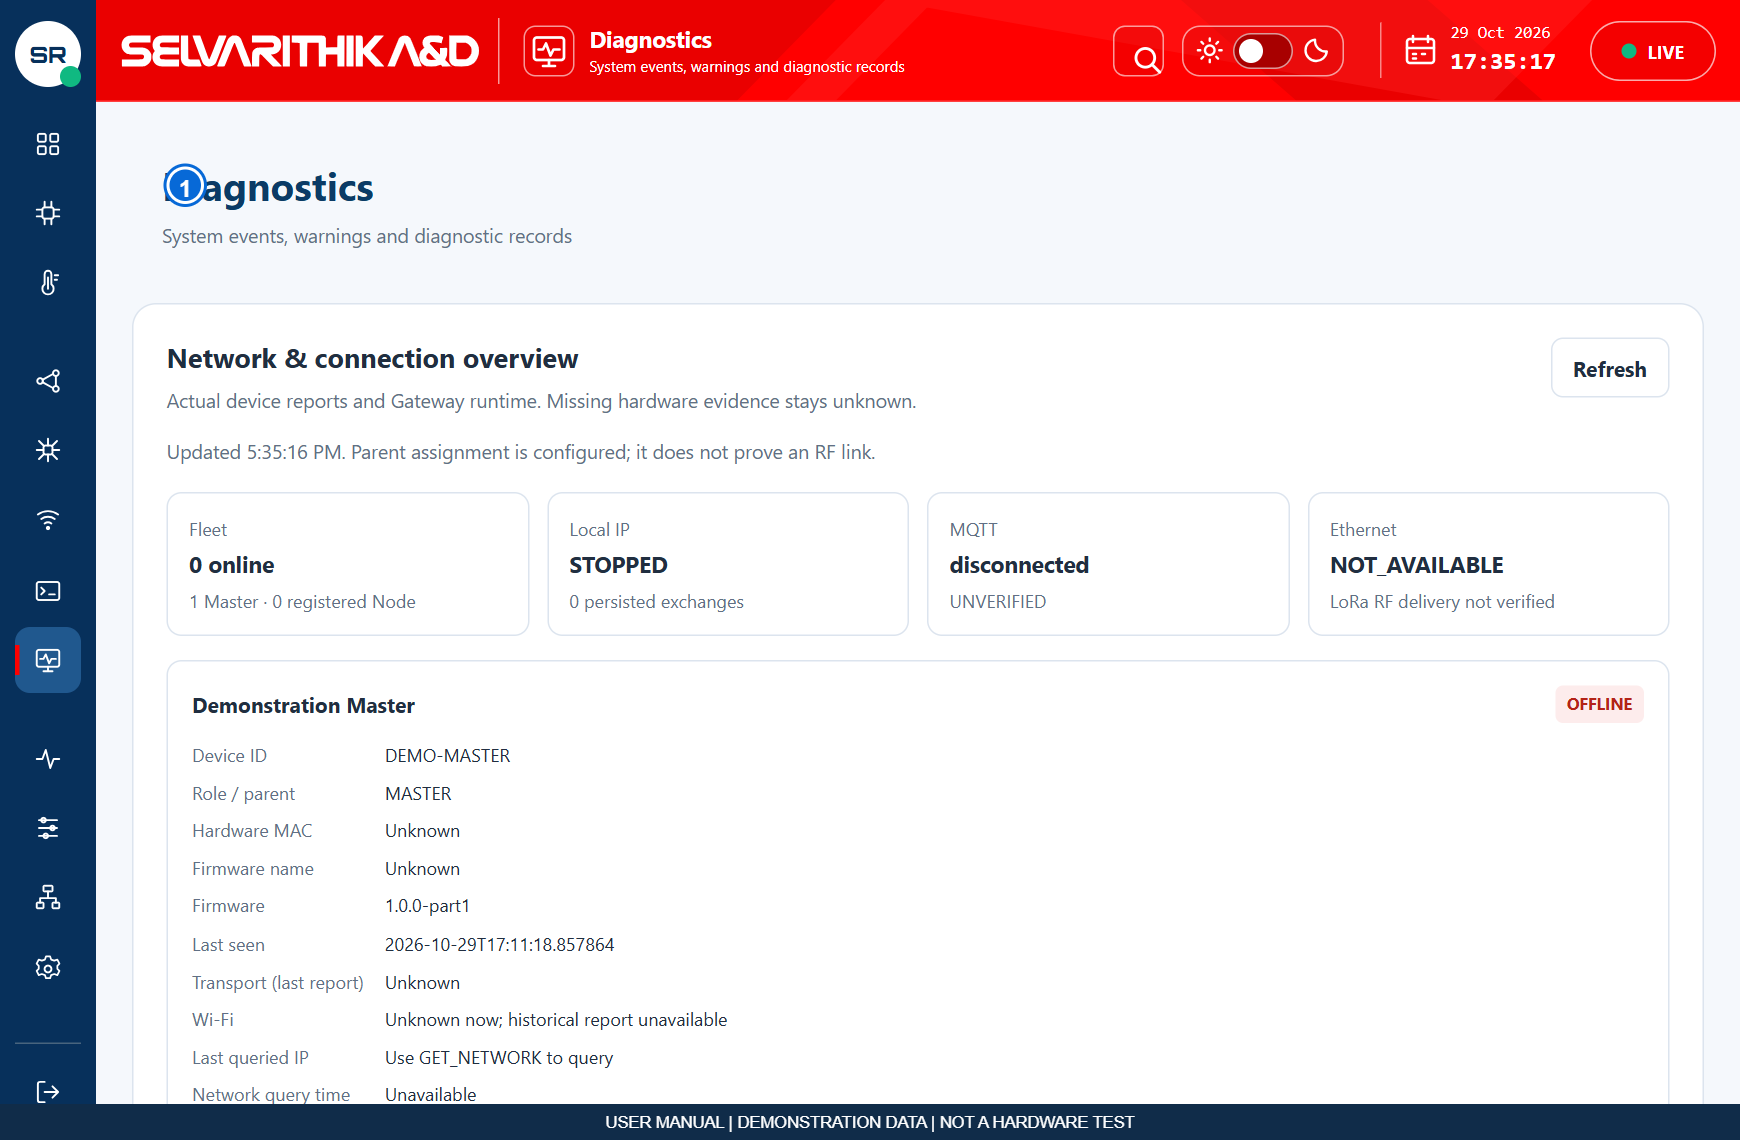 SR
SELVARITHIK A&D
Diagnostics
System events, warnings and diagnostic records
29 Oct 2026
17:35:17
LIVE
1
agnostics
System events, warnings and diagnostic records
Network & connection overview
Refresh
Actual device reports and Gateway runtime. Missing hardware evidence stays unknown.
Updated 5:35:16 PM. Parent assignment is configured; it does not prove an RF link.
Fleet
0 online
1 Master · 0 registered Node
Local IP
STOPPED
0 persisted exchanges
MQTT
disconnected
UNVERIFIED
Ethernet
NOT_AVAILABLE
LoRa RF delivery not verified
Demonstration Master
OFFLINE
Device ID DEMO-MASTER
Role / parent MASTER
Hardware MAC Unknown
Firmware name Unknown
Firmware 1.0.0-part1
Last seen 2026-10-29T17:11:18.857864
Transport (last report) Unknown
Wi-Fi Unknown now; historical report unavailable
Last queried IP Use GET_NETWORK to query
Network query time Unavailable
USER MANUAL | DEMONSTRATION DATA | NOT A HARDWARE TEST